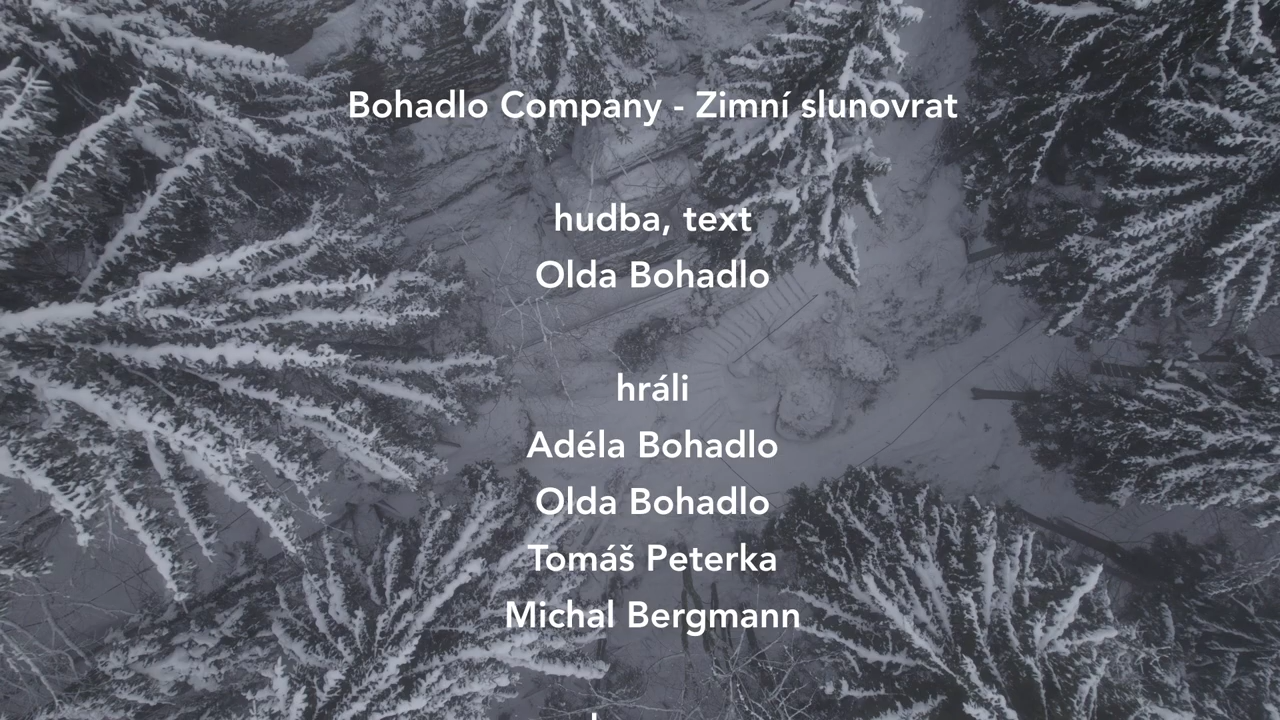 Bohadlo Company - Zimní slunovrat
hudba, text
Olda Bohadlo
hráli
Adéla Bohadlo
Olda Bohadlo
Tomáš Peterka
Michal Bergmann